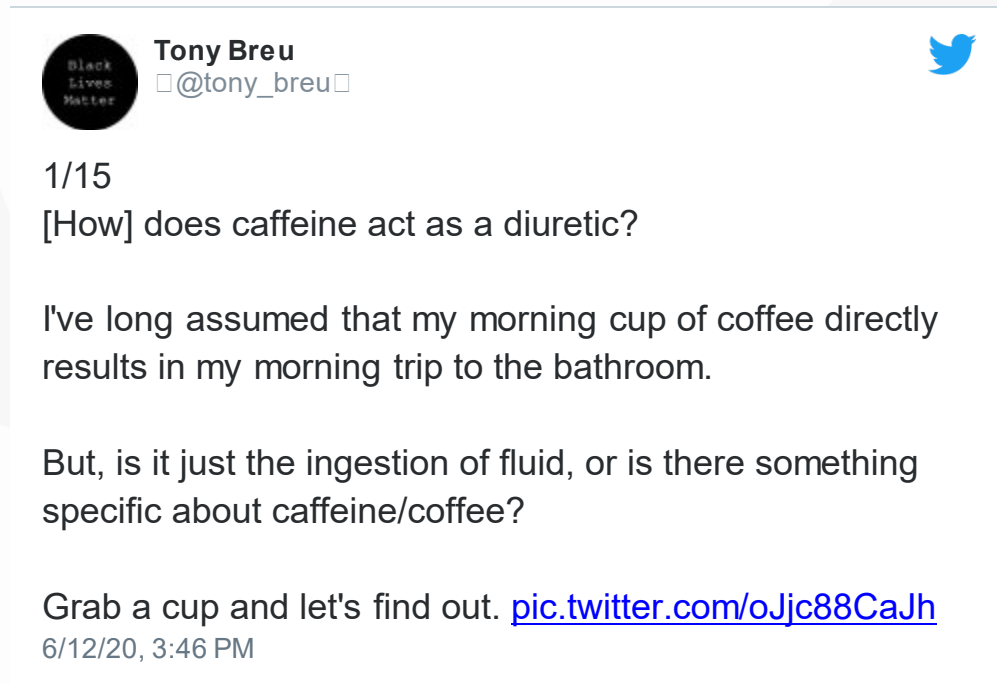 Black
Lives
Matter
Tony Breu
□@tony_breu□
1/15
[How] does caffeine act as a diuretic?
I've long assumed that my morning cup of coffee directly
results in my morning trip to the bathroom.
But, is it just the ingestion of fluid, or is there something
specific about caffeine/coffee?
Grab a cup and let's find out. pic.twitter.com/oJjc88CaJh
6/12/20, 3:46 PM